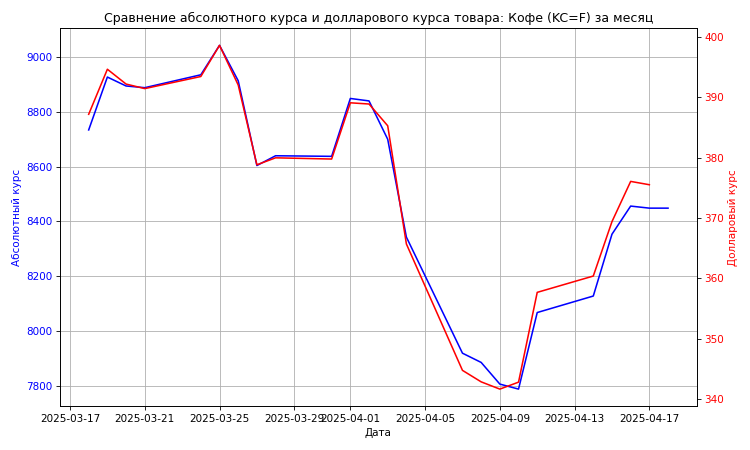 Сравнение абсолютного курса и долларового курса товара: Кофе (KC=F) за месяц
9000
8800
8600
8400
8200
8000
7800
Абсолютный курс
400
390
380
370
360
350
340
Долларовый курс
2025-03-17 2025-03-21 2025-03-25 2025-03-29 2025-04-01 2025-04-05 2025-04-09 2025-04-13 2025-04-17
Дата